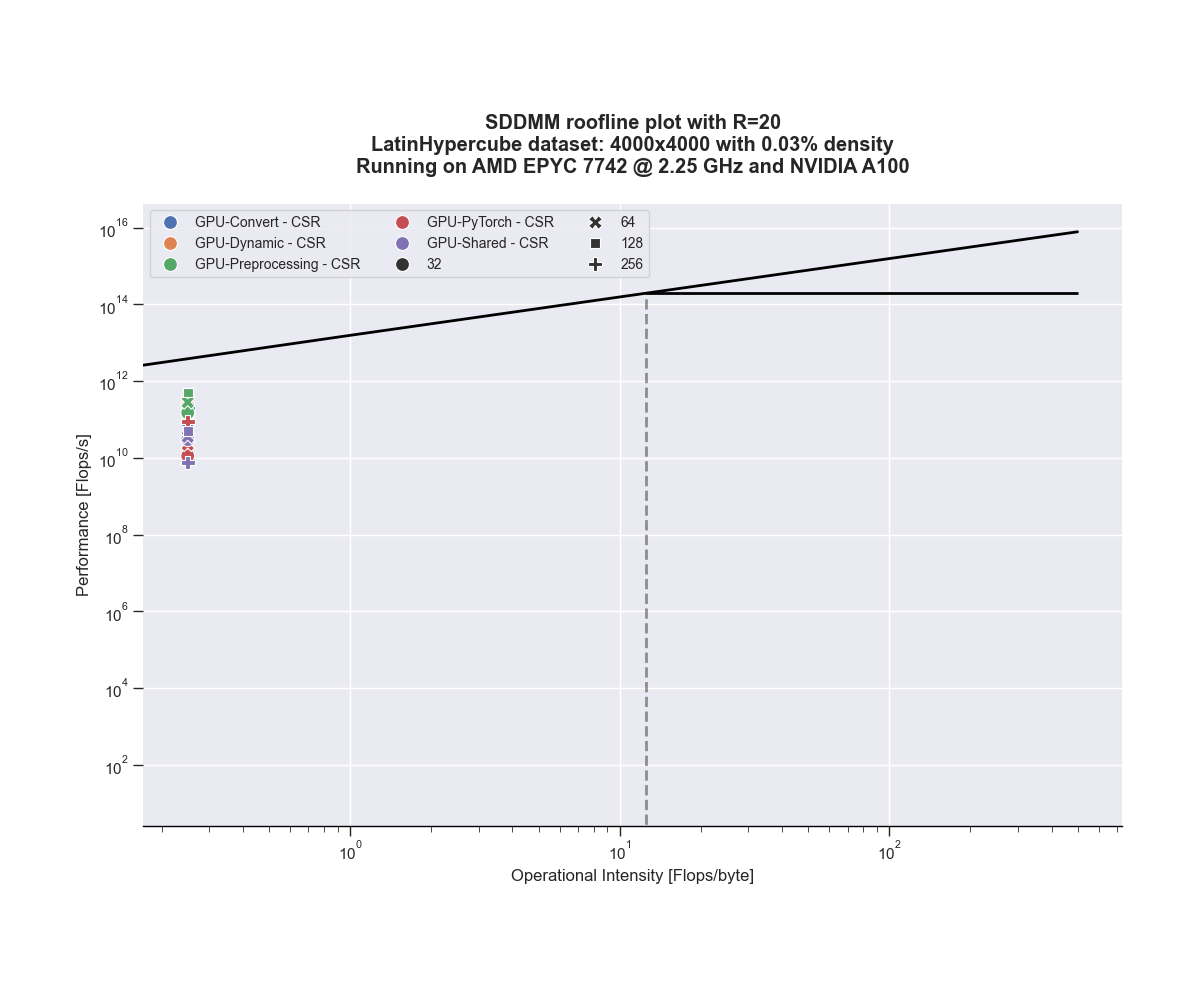 SDDMM roofline plot with R=20
LatinHypercube dataset: 4000x4000 with 0.03% density
Running on AMD EPYC 7742 @ 2.25 GHz and NVIDIA A100
GPU-Convert - CSR
GPU-Dynamic - CSR
GPU-Preprocessing - CSR
GPU-PyTorch - CSR
GPU-Shared - CSR
32
64
128
256
10^16
10^14
10^12
10^10
10^8
10^6
10^4
10^2
Performance [Flops/s]
10^0
10^1
10^2
Operational Intensity [Flops/byte]